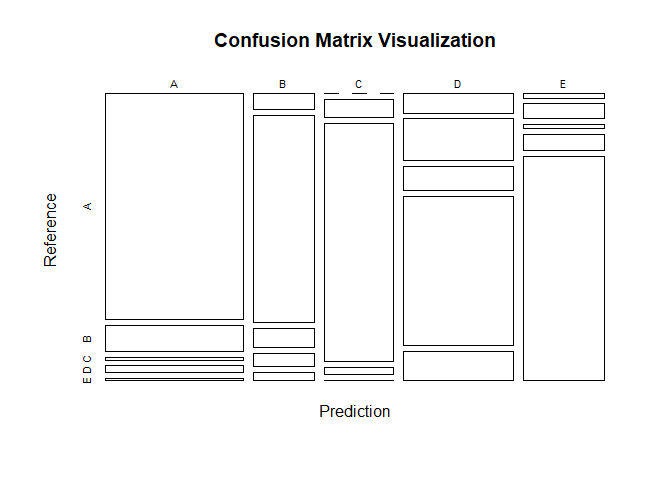 Confusion Matrix Visualization
A B C D E
A
B
C
D
E
Reference
Prediction